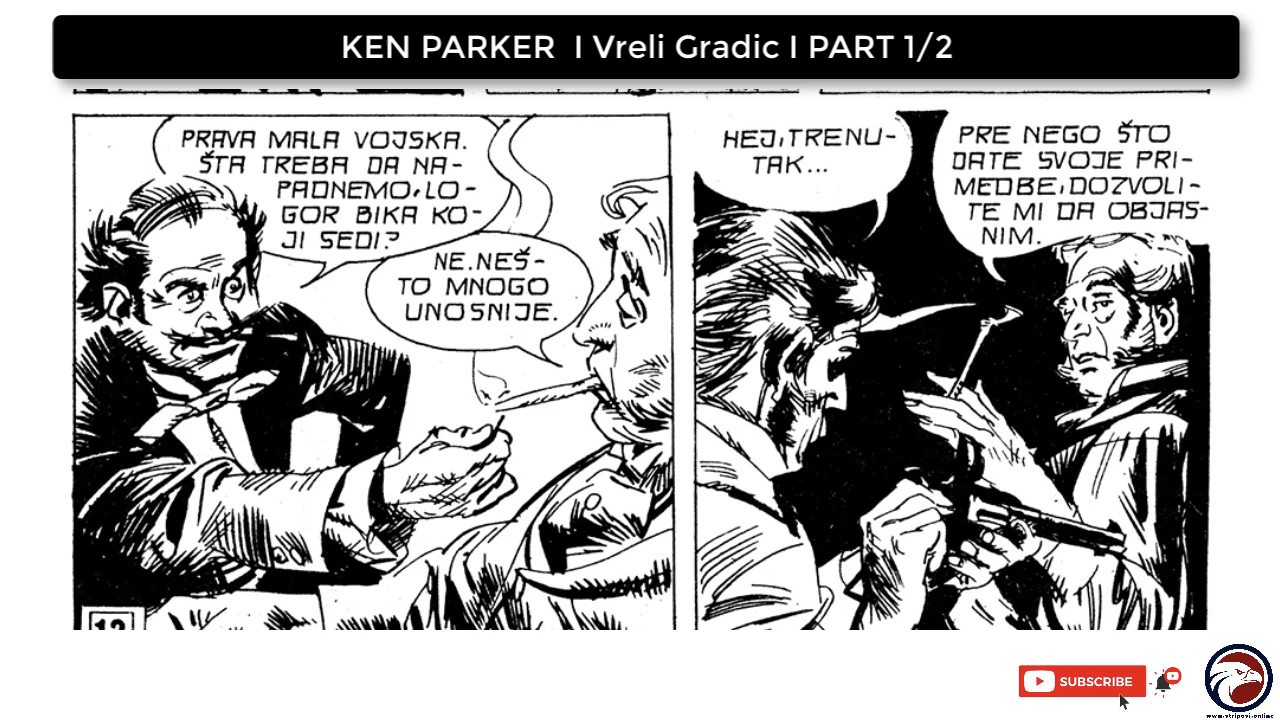 KEN PARKER I Vreli Gradic I PART 1/2
PRAVA MALA VOJSKA.
ŠTA TREBA DA NA-
PADNEMO, LO-
GOR BIKA KO-
JI SEDI?
NE. NEŠ-
TO MNOGO
UNOSNIJE.
HEJ, TRENU-
TAK...
PRE NEGO ŠTO
DATE SVOJE PRI-
MEDBE, DOZVOLI-
TE MI DA OBJAS-
NIM.
SUBSCRIBE